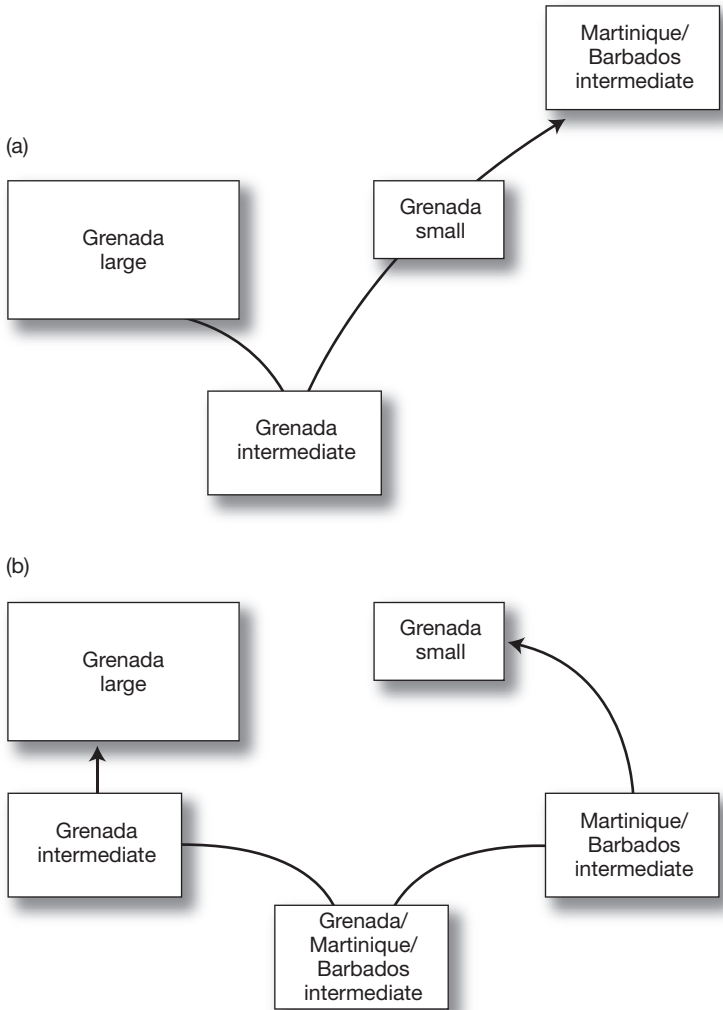 Martinique/
Barbados
intermediate
(a)
Grenada
large
Grenada
small
Grenada
intermediate
(b)
Grenada
large
Grenada
small
Grenada
intermediate
Martinique/
Barbados
intermediate
Grenada/
Martinique/
Barbados
intermediate